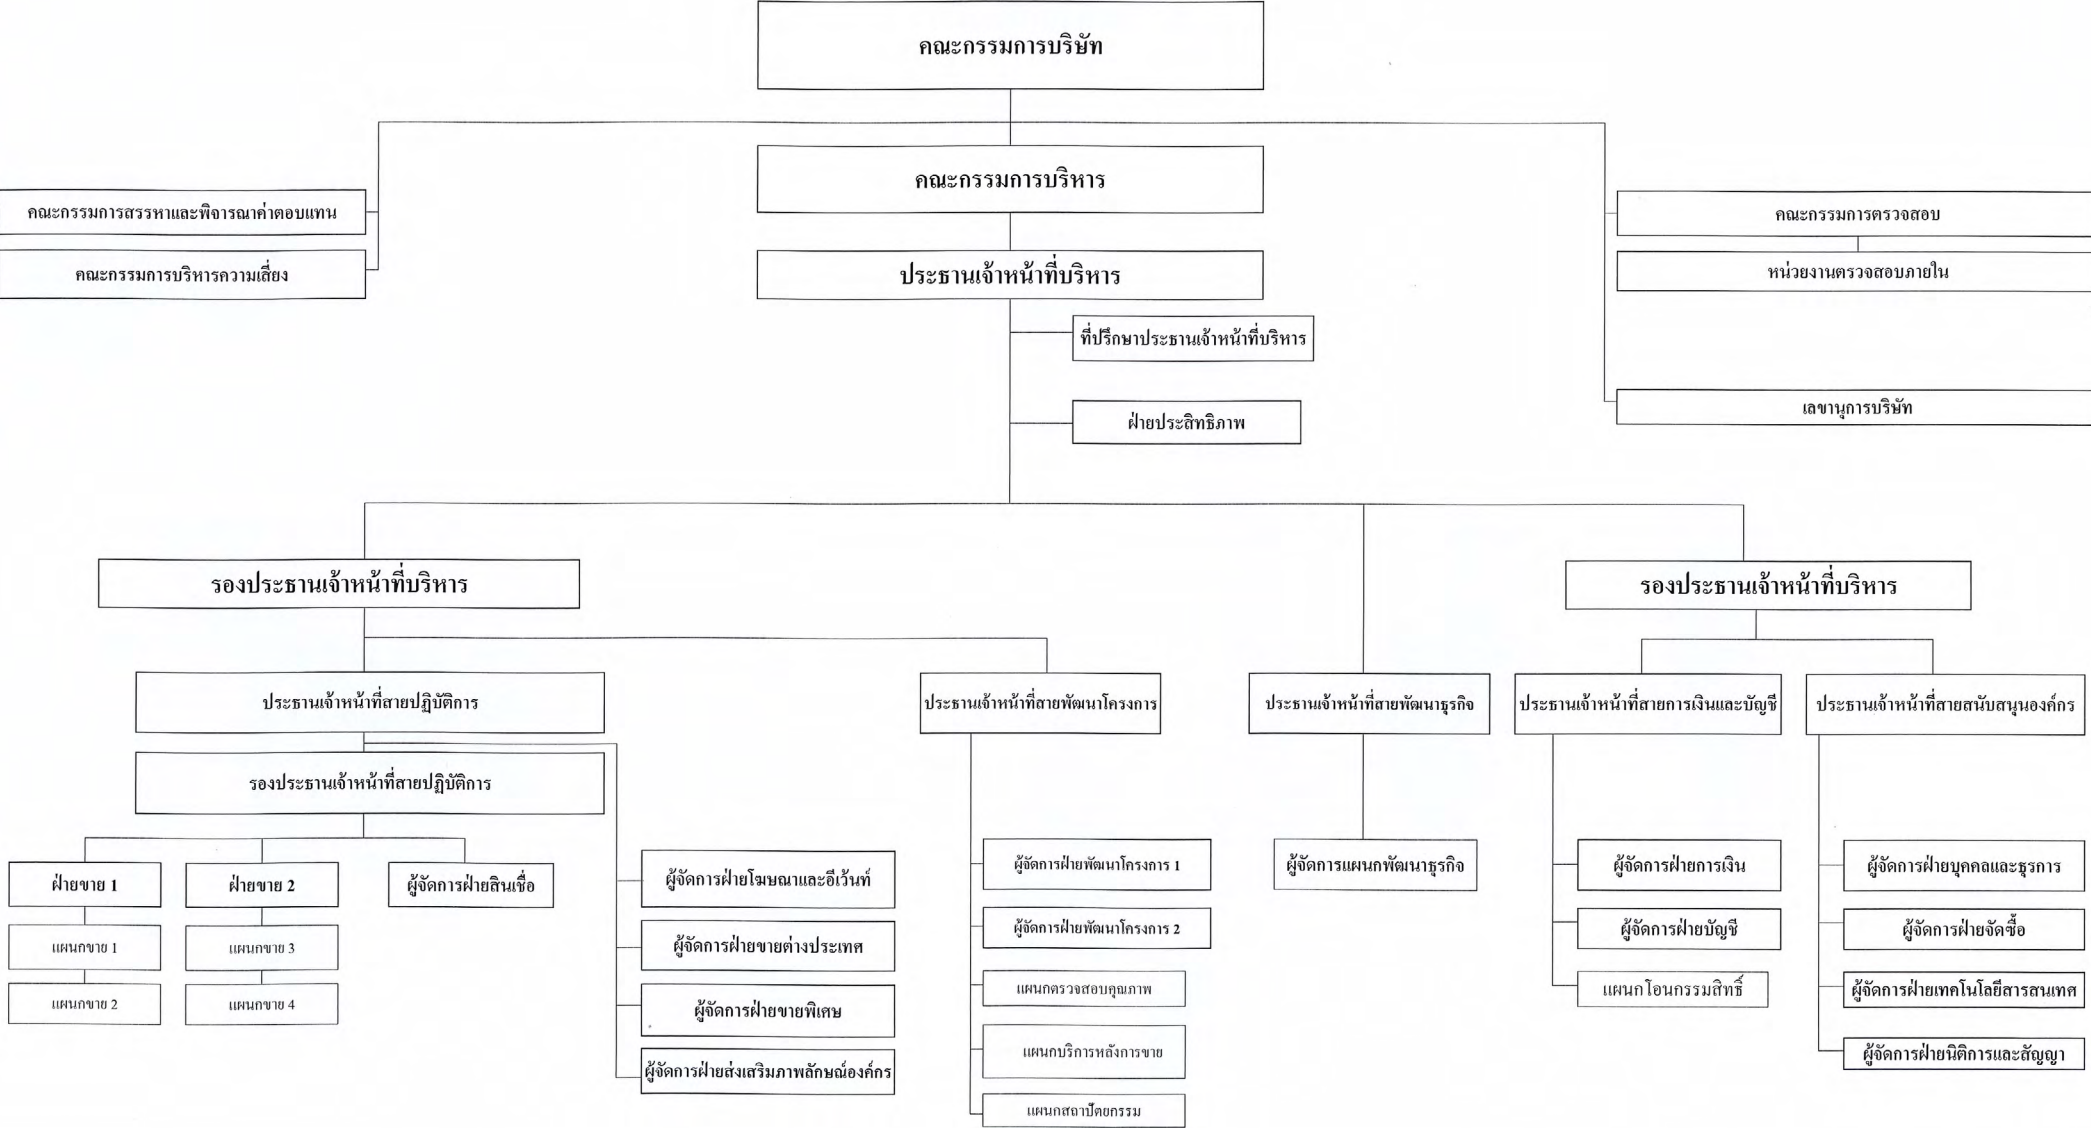 คณะกรรมการบริษัท
คณะกรรมการบริหาร
คณะกรรมการสรรหาและพิจารณาค่าตอบแทน
คณะกรรมการตรวจสอบ
คณะกรรมการบริหารความเสี่ยง
ประธานเจ้าหน้าที่บริหาร
หน่วยงานตรวจสอบภายใน
ที่ปรึกษาประธานเจ้าหน้าที่บริหาร
เลขานุการบริษัท
ฝ่ายประสิทธิภาพ
รองประธานเจ้าหน้าที่บริหาร
รองประธานเจ้าหน้าที่บริหาร
ประธานเจ้าหน้าที่สายปฏิบัติการ
ประธานเจ้าหน้าที่สายพัฒนาโครงการ
ประธานเจ้าหน้าที่สายพัฒนาธุรกิจ
ประธานเจ้าหน้าที่สายการเงินและบัญชี
ประธานเจ้าหน้าที่สายสนับสนุนองค์กร
รองประธานเจ้าหน้าที่สายปฏิบัติการ
ฝ่ายขาย 1
ฝ่ายขาย 2
ผู้จัดการฝ่ายสินเชื่อ
แผนกขาย 1
แผนกขาย 3
แผนกขาย 2
แผนกขาย 4
ผู้จัดการฝ่ายโฆษณาและอีเว้นท์
ผู้จัดการฝ่ายขายต่างประเทศ
ผู้จัดการฝ่ายขายพิเศษ
ผู้จัดการฝ่ายส่งเสริมภาพลักษณ์องค์กร
ผู้จัดการฝ่ายพัฒนาโครงการ 1
ผู้จัดการฝ่ายพัฒนาโครงการ 2
แผนกตรวจสอบคุณภาพ
แผนกบริการหลังการขาย
แผนกสถาปัตยกรรม
ผู้จัดการแผนกพัฒนาธุรกิจ
ผู้จัดการฝ่ายการเงิน
ผู้จัดการฝ่ายบัญชี
แผนกโอนกรรมสิทธิ์
ผู้จัดการฝ่ายบุคคลและธุรการ
ผู้จัดการฝ่ายจัดซื้อ
ผู้จัดการฝ่ายเทคโนโลยีสารสนเทศ
ผู้จัดการฝ่ายนิติการและสัญญา